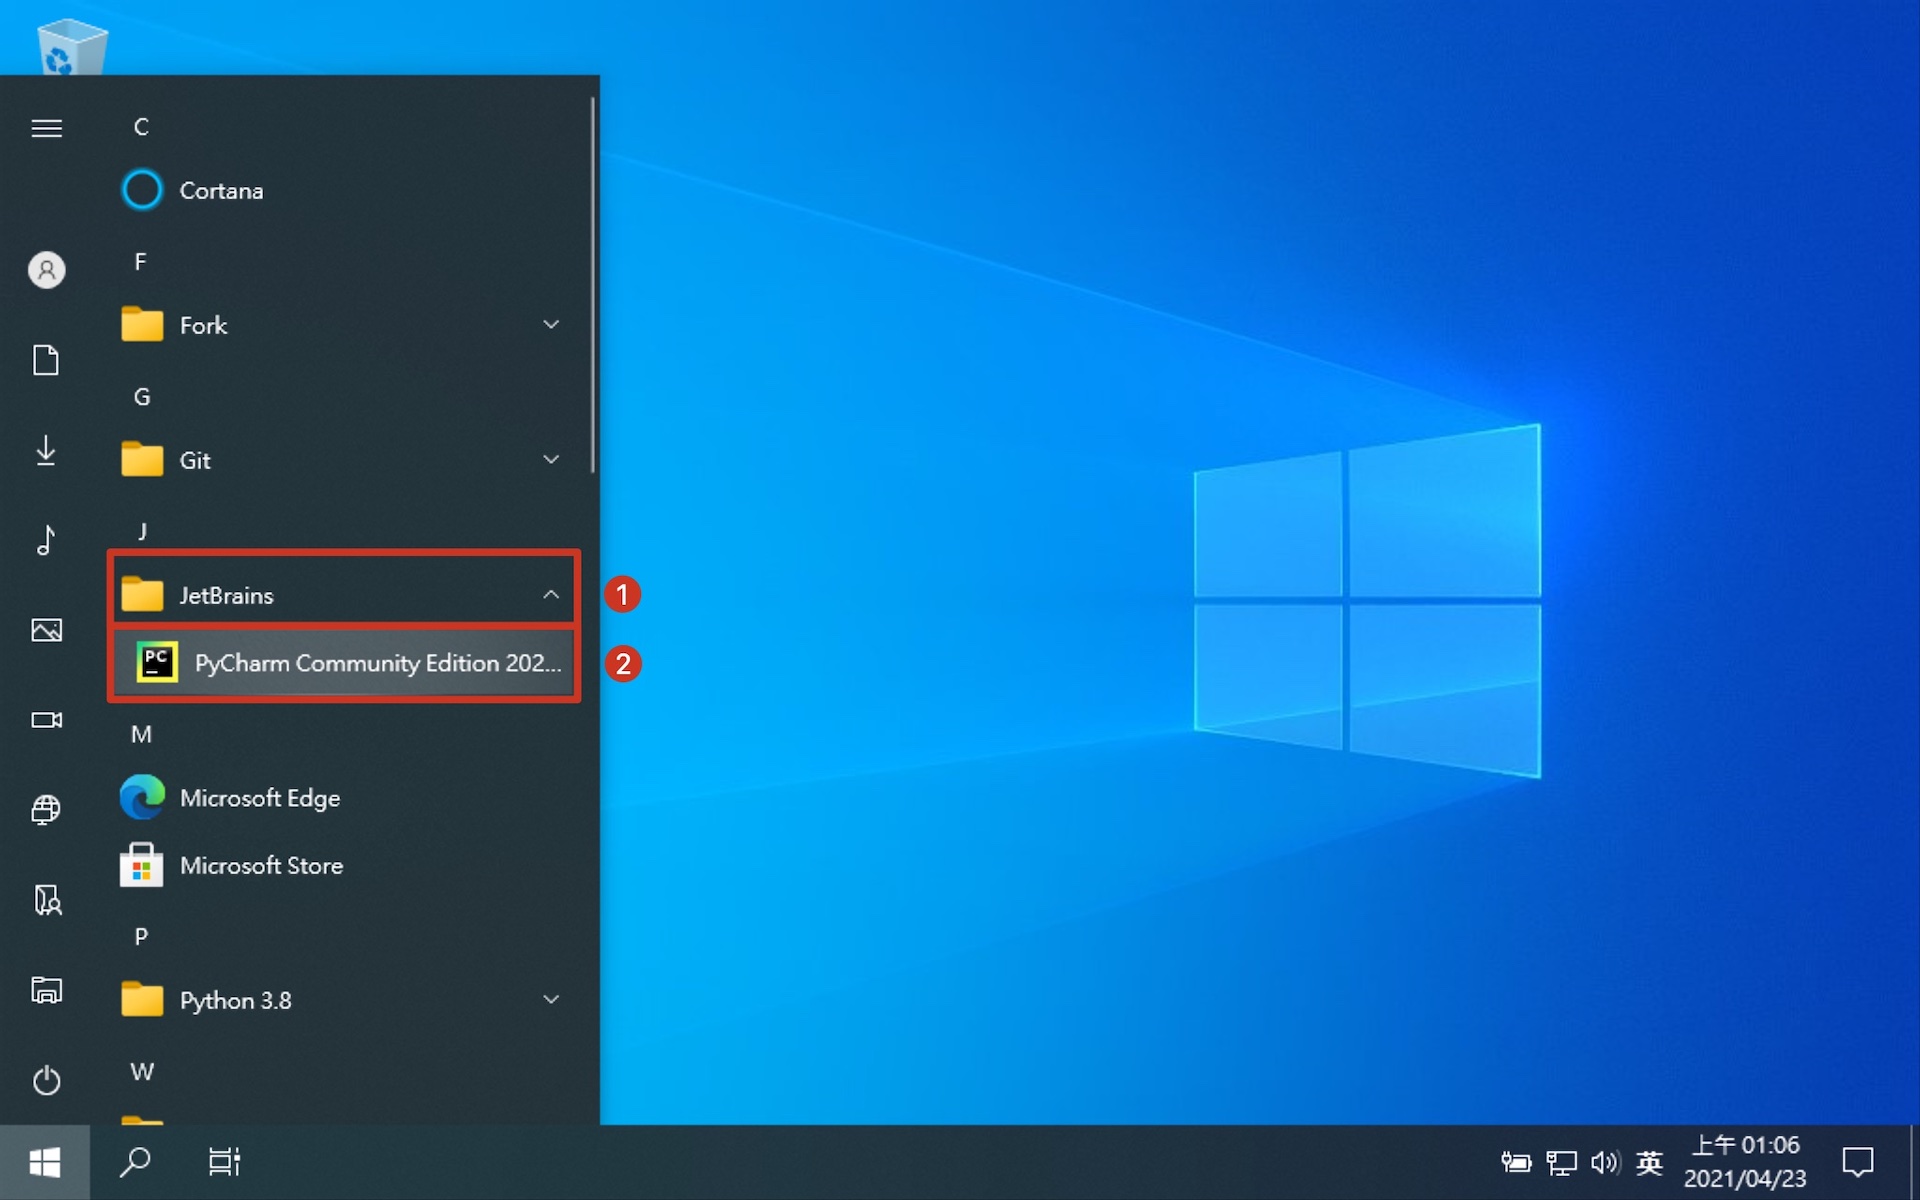 C
Cortana
F
Fork
G
Git
J
JetBrains
1
PC
PyCharm Community Edition 202...
2
M
Microsoft Edge
Microsoft Store
P
Python 3.8
W
英
上午 01:06
2021/04/23